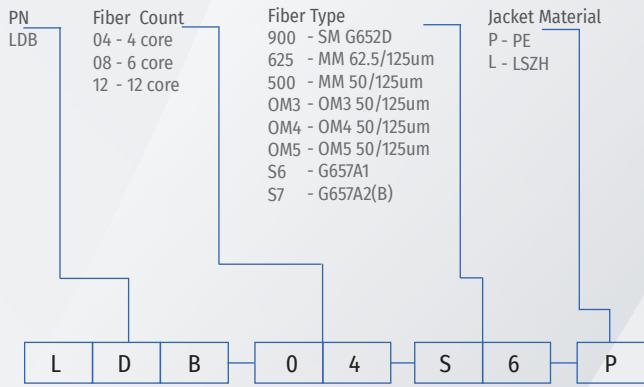 PN
LDB
Fiber Count
04 - 4 core
08 - 6 core
12 - 12 core
Fiber Type
900 - SM G652D
625 - MM 62.5/125um
500 - MM 50/125um
OM3 - OM3 50/125um
OM4 - OM4 50/125um
OM5 - OM5 50/125um
S6 - G657A1
S7 - G657A2(B)
Jacket Material
P - PE
L - LSZH
L D B - 0 4 - S 6 - P